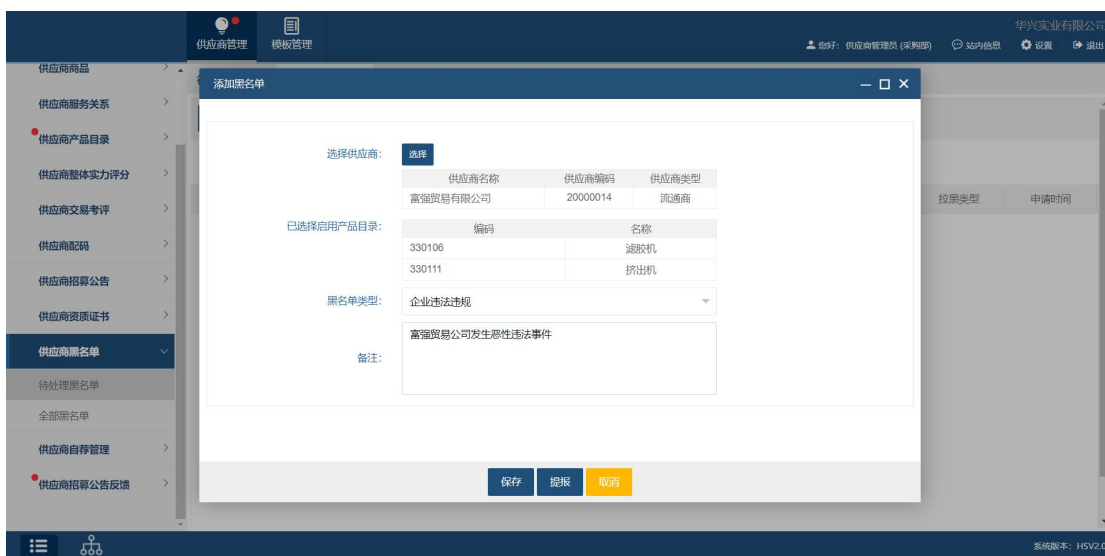 华兴实业有限公司
供应商管理 模板管理
您好：供应商管理员 (采购部) 站内信息 设置 退出
供应商商品
供应商服务关系
供应商产品目录
供应商整体实力评分
供应商交易考评
供应商配码
供应商招募公告
供应商资质证书
供应商黑名单
待处理黑名单
全部黑名单
供应商自荐管理
供应商招募公告反馈
添加黑名单
选择供应商： 选择
供应商名称 供应商编码 供应商类型
富强贸易有限公司 20000014 流通商
已选择启用产品目录：
编码 名称
330106 滤胶机
330111 挤出机
黑名单类型： 企业违法违规
备注： 富强贸易公司发生恶性违法事件
保存 提报 取消
拉黑类型 申请时间
系统版本：HSV2.0